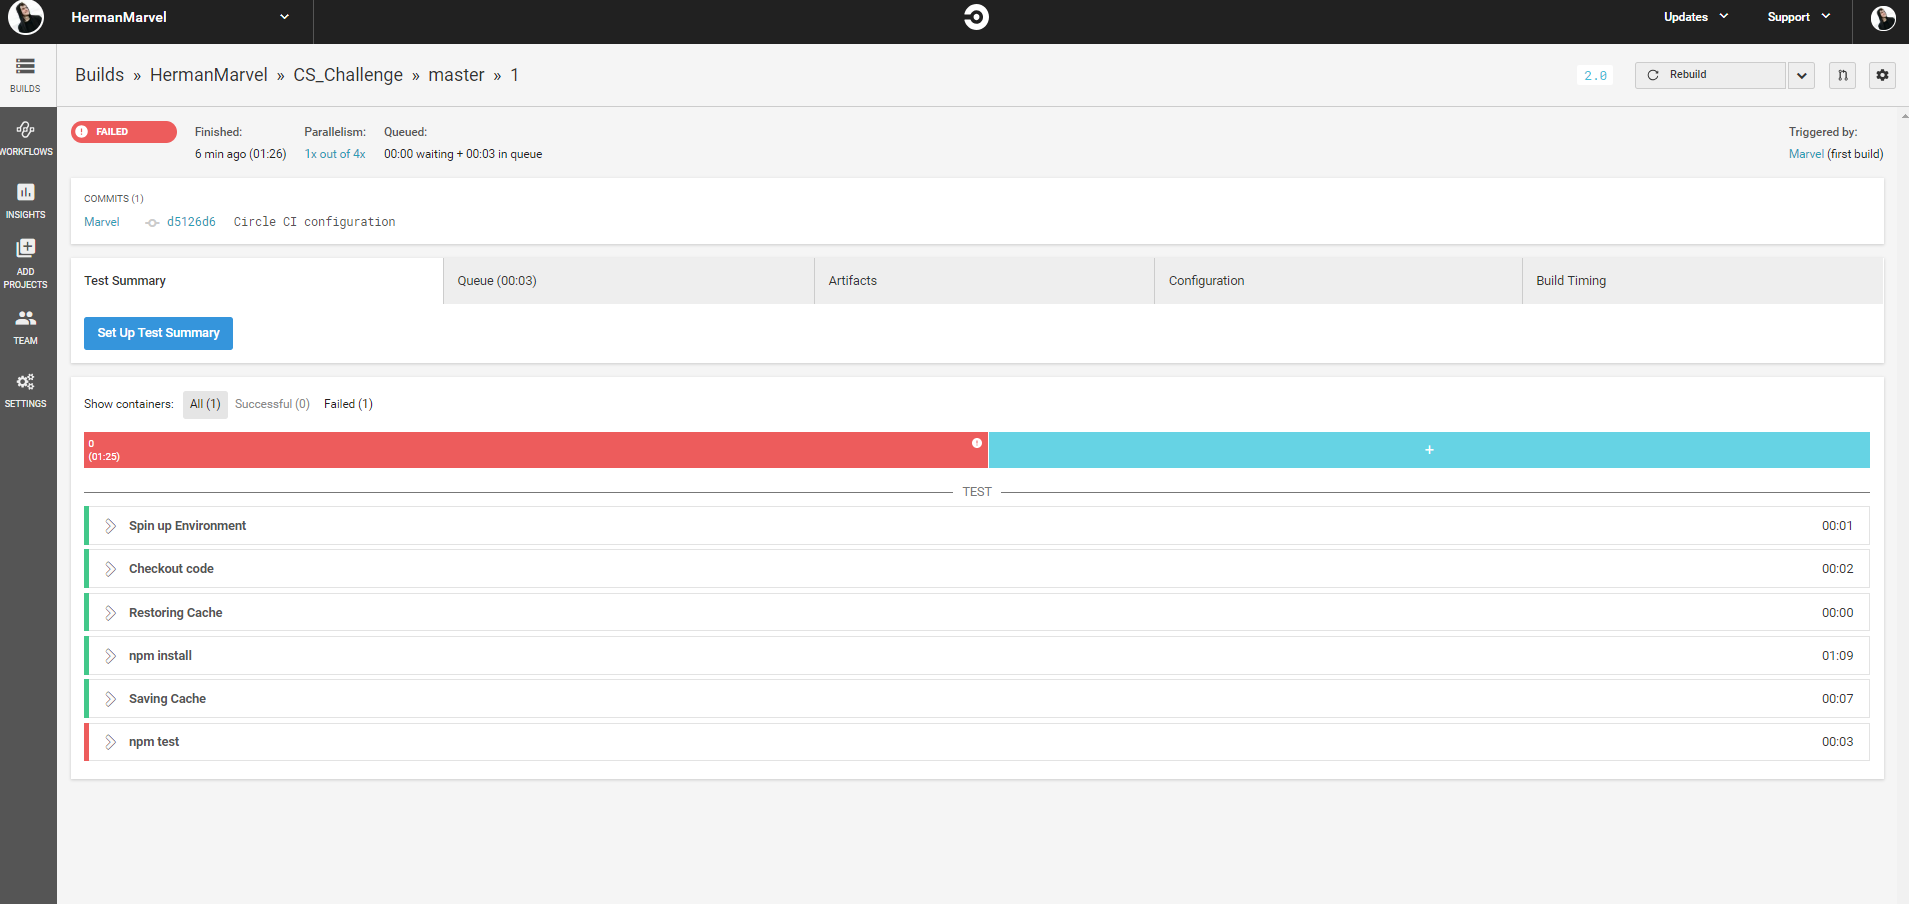 HermanMarvel
Updates
Support
BUILDS
WORKFLOWS
INSIGHTS
ADD
PROJECTS
TEAM
SETTINGS
Builds » HermanMarvel » CS_Challenge » master » 1
2.0
Rebuild
FAILED
Finished:
6 min ago (01:26)
Parallelism:
1x out of 4x
Queued:
00:00 waiting + 00:03 in queue
Triggered by:
Marvel (first build)
COMMITS (1)
Marvel d5126d6 Circle CI configuration
Test Summary
Queue (00:03)
Artifacts
Configuration
Build Timing
Set Up Test Summary
Show containers: All (1) Successful (0) Failed (1)
0
(01:25)
+
TEST
Spin up Environment 00:01
Checkout code 00:02
Restoring Cache 00:00
npm install 01:09
Saving Cache 00:07
npm test 00:03